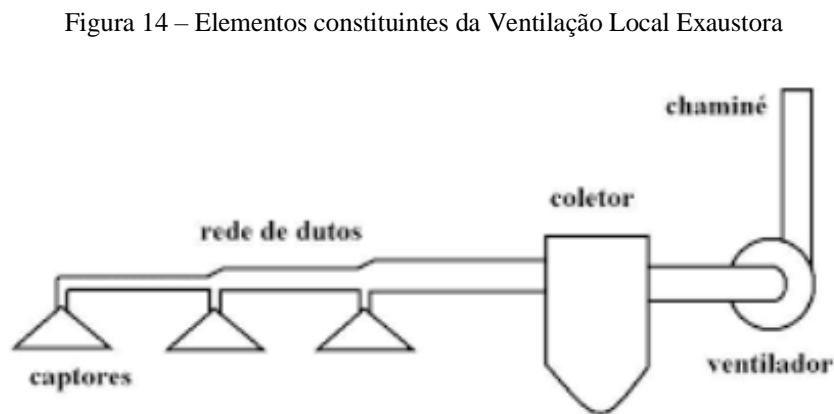 Figura 14 – Elementos constituintes da Ventilação Local Exaustora
chaminé
coletor
rede de dutos
captores
ventilador